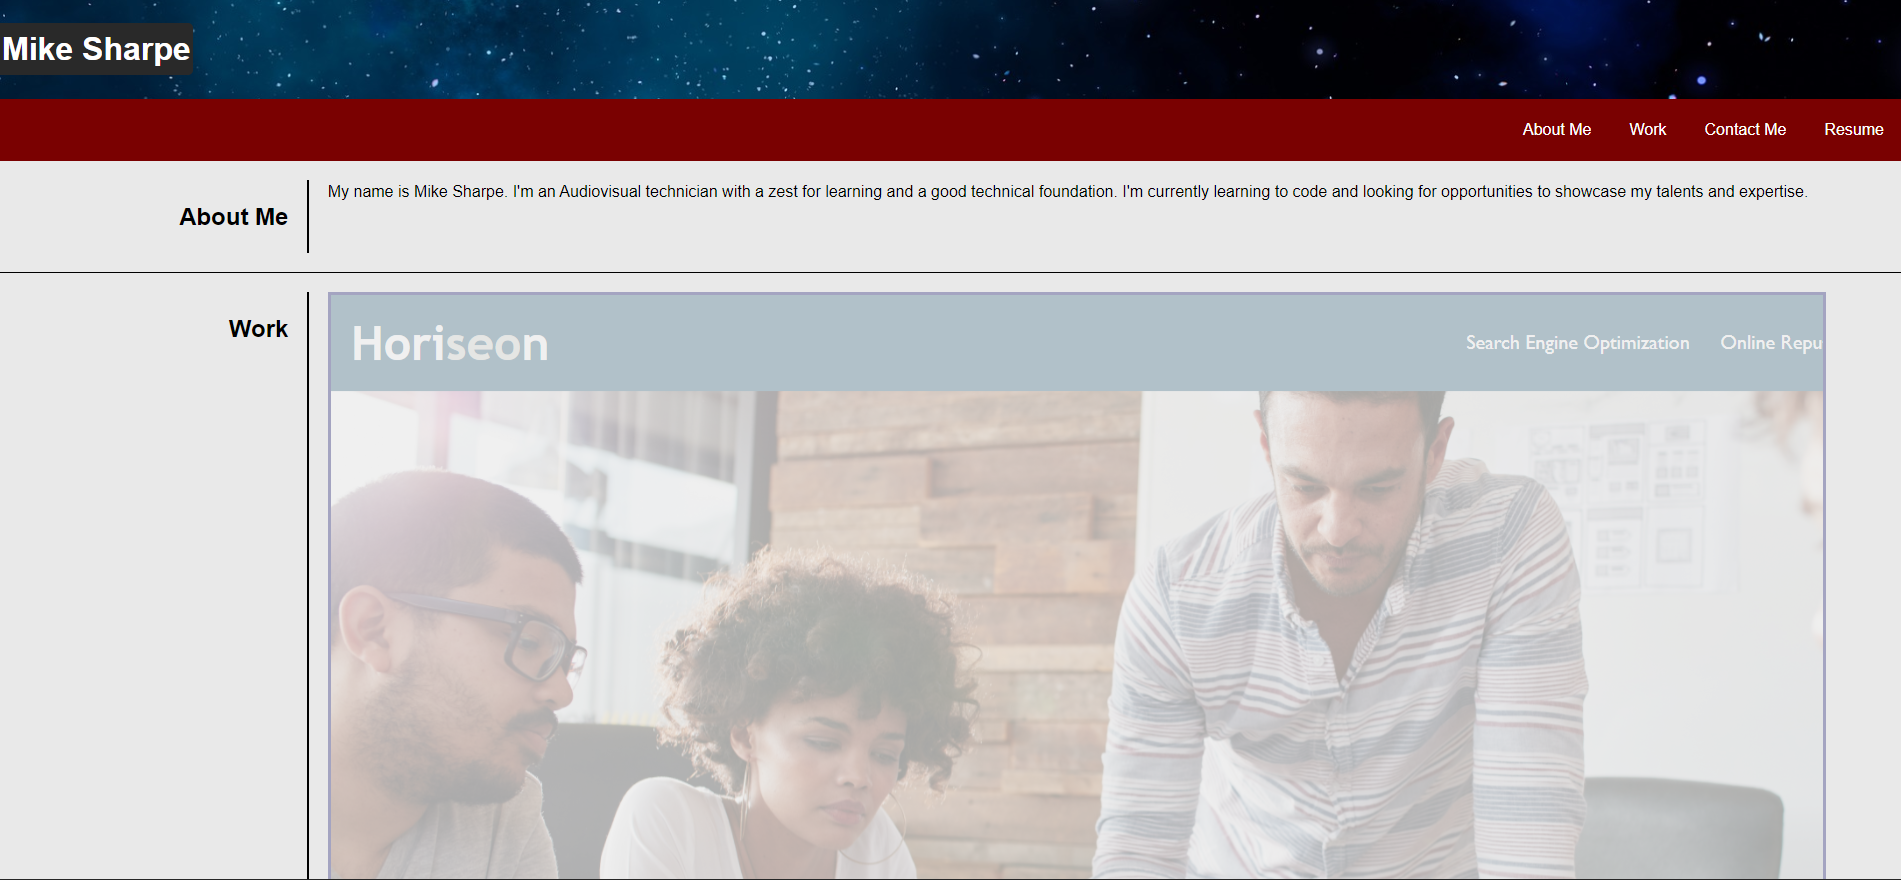 Mike Sharpe
About Me Work Contact Me Resume
About Me
My name is Mike Sharpe. I'm an Audiovisual technician with a zest for learning and a good technical foundation. I'm currently learning to code and looking for opportunities to showcase my talents and expertise.
Work
Horiseon
Search Engine Optimization Online Repu